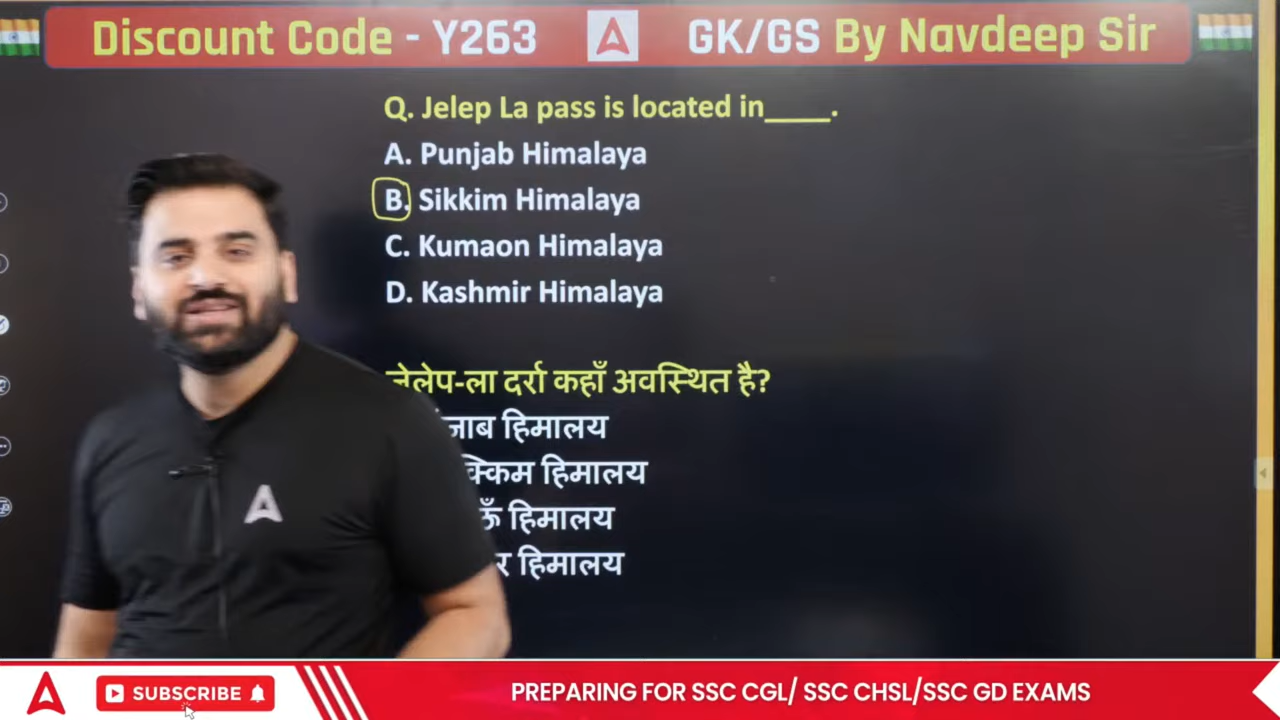 Discount Code - Y263
GK/GS By Navdeep Sir
Q. Jelep La pass is located in____.
A. Punjab Himalaya
B. Sikkim Himalaya
C. Kumaon Himalaya
D. Kashmir Himalaya
जेलेप-ला दर्रा कहाँ अवस्थित है?
हिमालय
हिमालय
हिमालय
हिमालय
SUBSCRIBE
PREPARING FOR SSC CGL/ SSC CHSL/SSC GD EXAMS